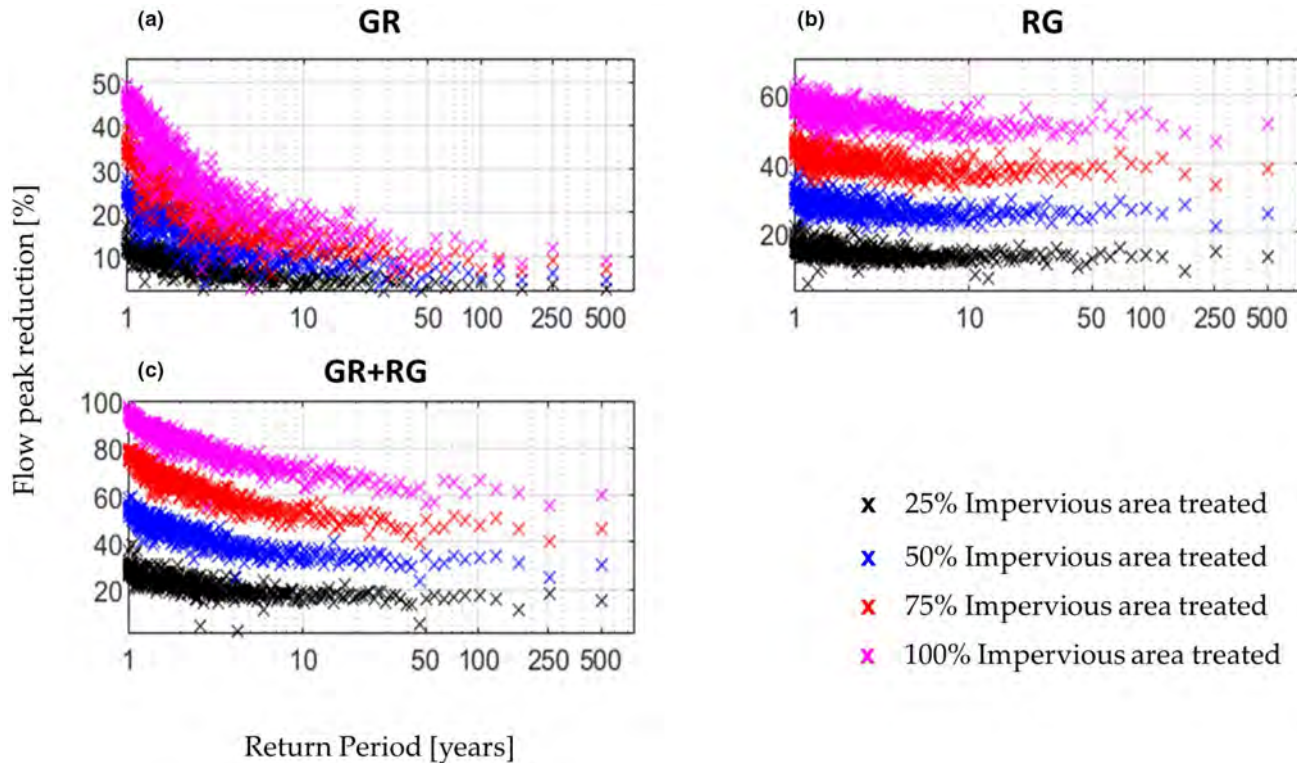 (a) GR
50
40
30
20
10
1 10 50 100 250 500
(b) RG
60
40
20
1 10 50 100 250 500
(c) GR+RG
100
80
60
40
20
1 10 50 100 250 500
Flow peak reduction [%]
Return Period [years]
x 25% Impervious area treated
x 50% Impervious area treated
x 75% Impervious area treated
x 100% Impervious area treated